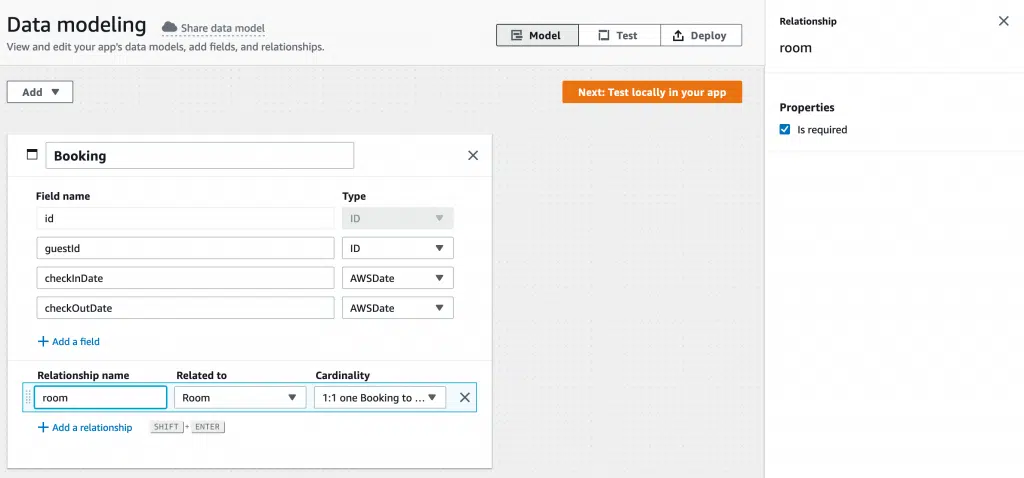 Data modeling Share data model
View and edit your app's data models, add fields, and relationships.
Model Test Deploy
Add
Next: Test locally in your app
Booking
Field name Type
id ID
guestId ID
checkInDate AWSDate
checkOutDate AWSDate
Add a field
Relationship name Related to Cardinality
room Room 1:1 one Booking to ...
Add a relationship SHIFT + ENTER
Relationship
room
Properties
Is required